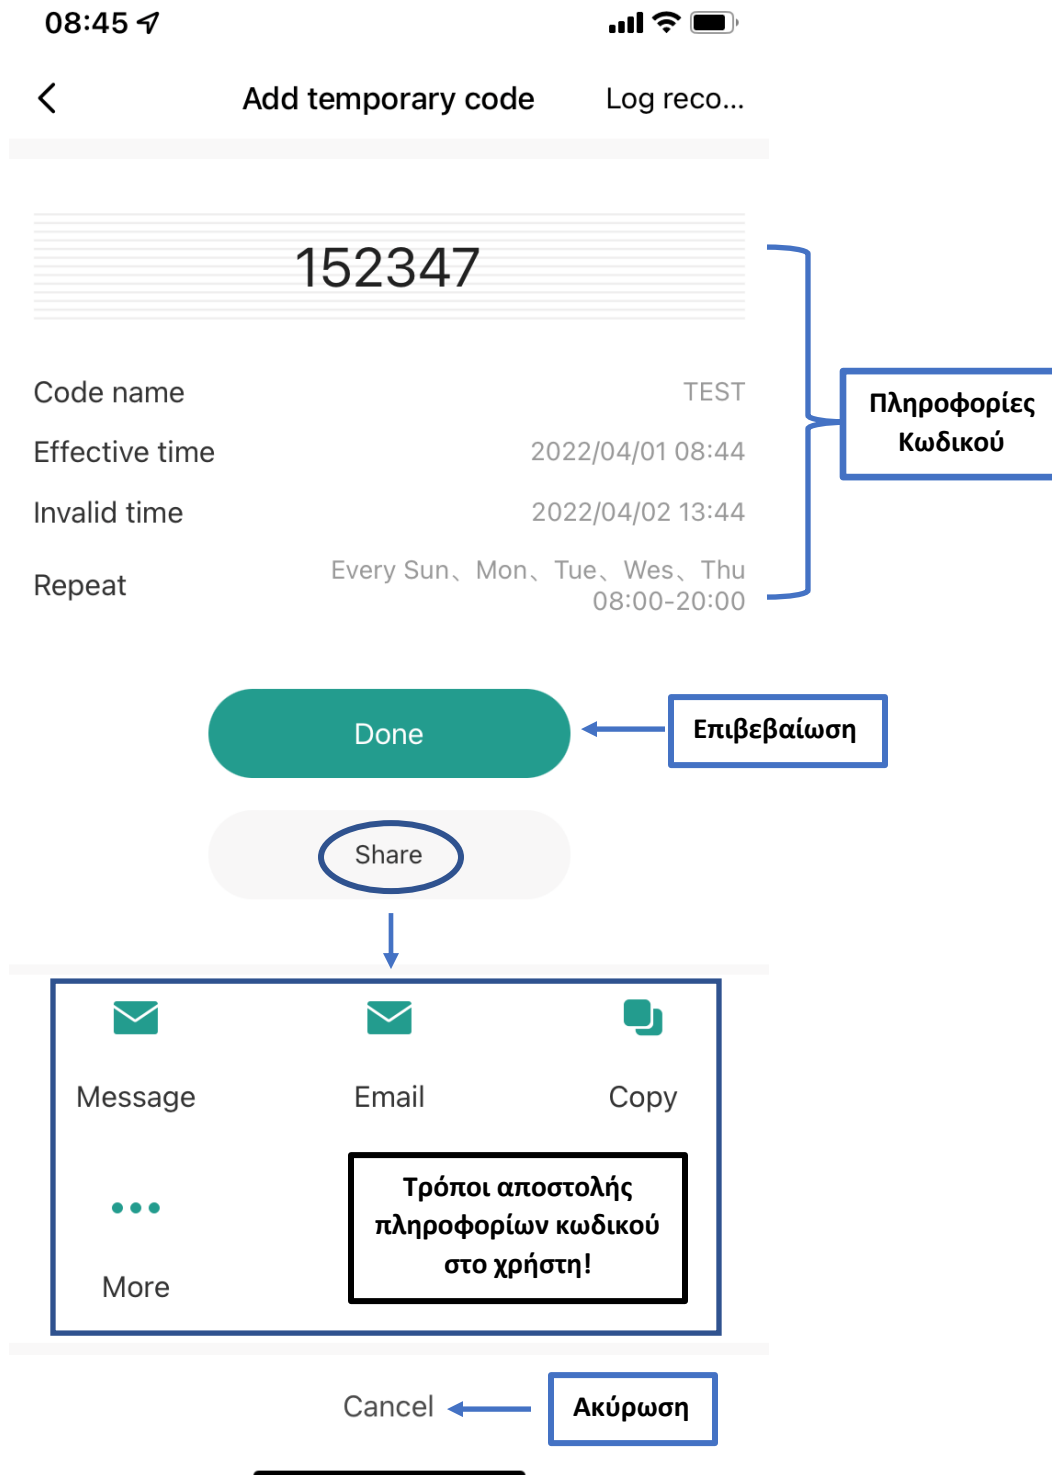 08:45
Add temporary code Log reco...
152347
Code name TEST
Effective time 2022/04/01 08:44
Invalid time 2022/04/02 13:44
Repeat Every Sun、Mon、Tue、Wes、Thu
08:00-20:00
Πληροφορίες
Κωδικού
Done
Επιβεβαίωση
Share
Message Email Copy
More
Τρόποι αποστολής
πληροφορίων κωδικού
στο χρήστη!
Cancel
Ακύρωση